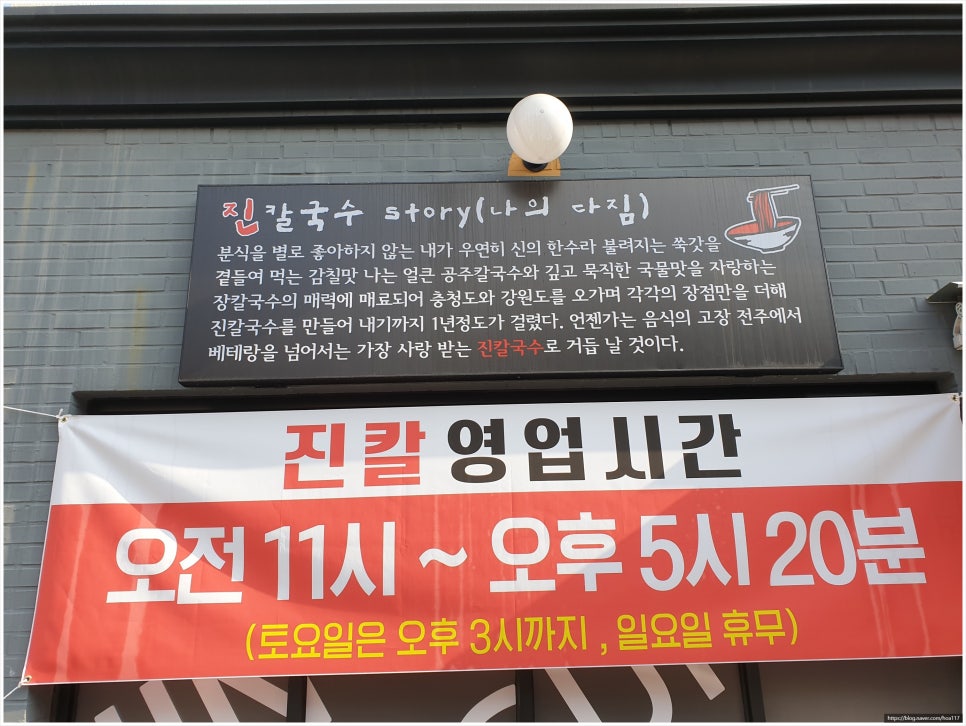 진칼국수 story(나의 다짐)
분식을 별로 좋아하지 않는 내가 우연히 신의 한수라 불려지는 쑥갓을
곁들여 먹는 감칠맛 나는 얼큰 공주칼국수와 깊고 묵직한 국물맛을 자랑하는
장칼국수의 매력에 매료되어 충청도와 강원도를 오가며 각각의 장점만을 더해
진칼국수를 만들어 내기까지 1년정도가 걸렸다. 언젠가는 음식의 고장 전주에서
베테랑을 넘어서는 가장 사랑 받는 진칼국수로 거듭 날 것이다.
진칼 영업시간
오전 11시 ~ 오후 5시 20분
(토요일은 오후 3시까지 , 일요일 휴무)